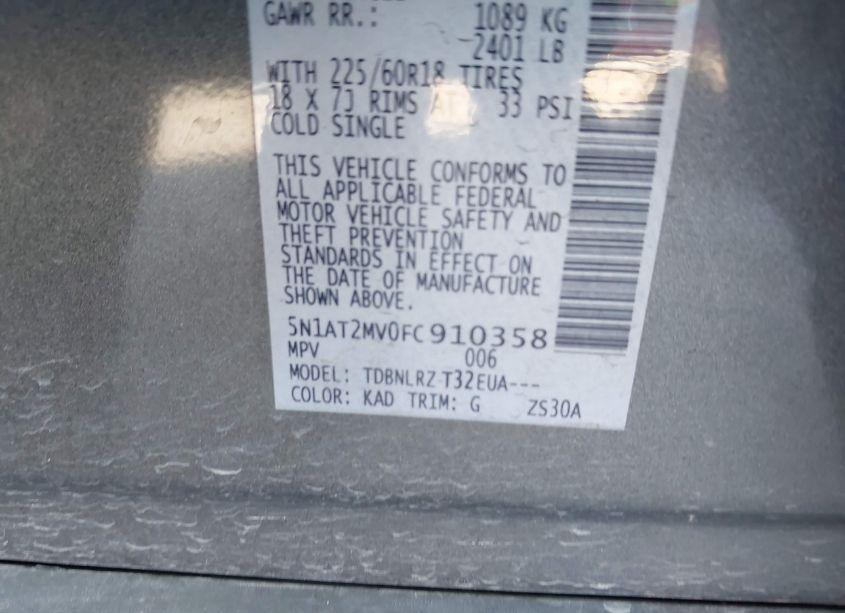 GAWR RR.: 1089 KG
2401 LB
WITH 225/60R18 TIRES
18 X 7J RIMS AT 33 PSI
COLD SINGLE
THIS VEHICLE CONFORMS TO
ALL APPLICABLE FEDERAL
MOTOR VEHICLE SAFETY AND
THEFT PREVENTION
STANDARDS IN EFFECT ON
THE DATE OF MANUFACTURE
SHOWN ABOVE.
5N1AT2MV0FC910358
MPV 006
MODEL: TDBNLRZ-T32EUA---
COLOR: KAD TRIM: G ZS30A